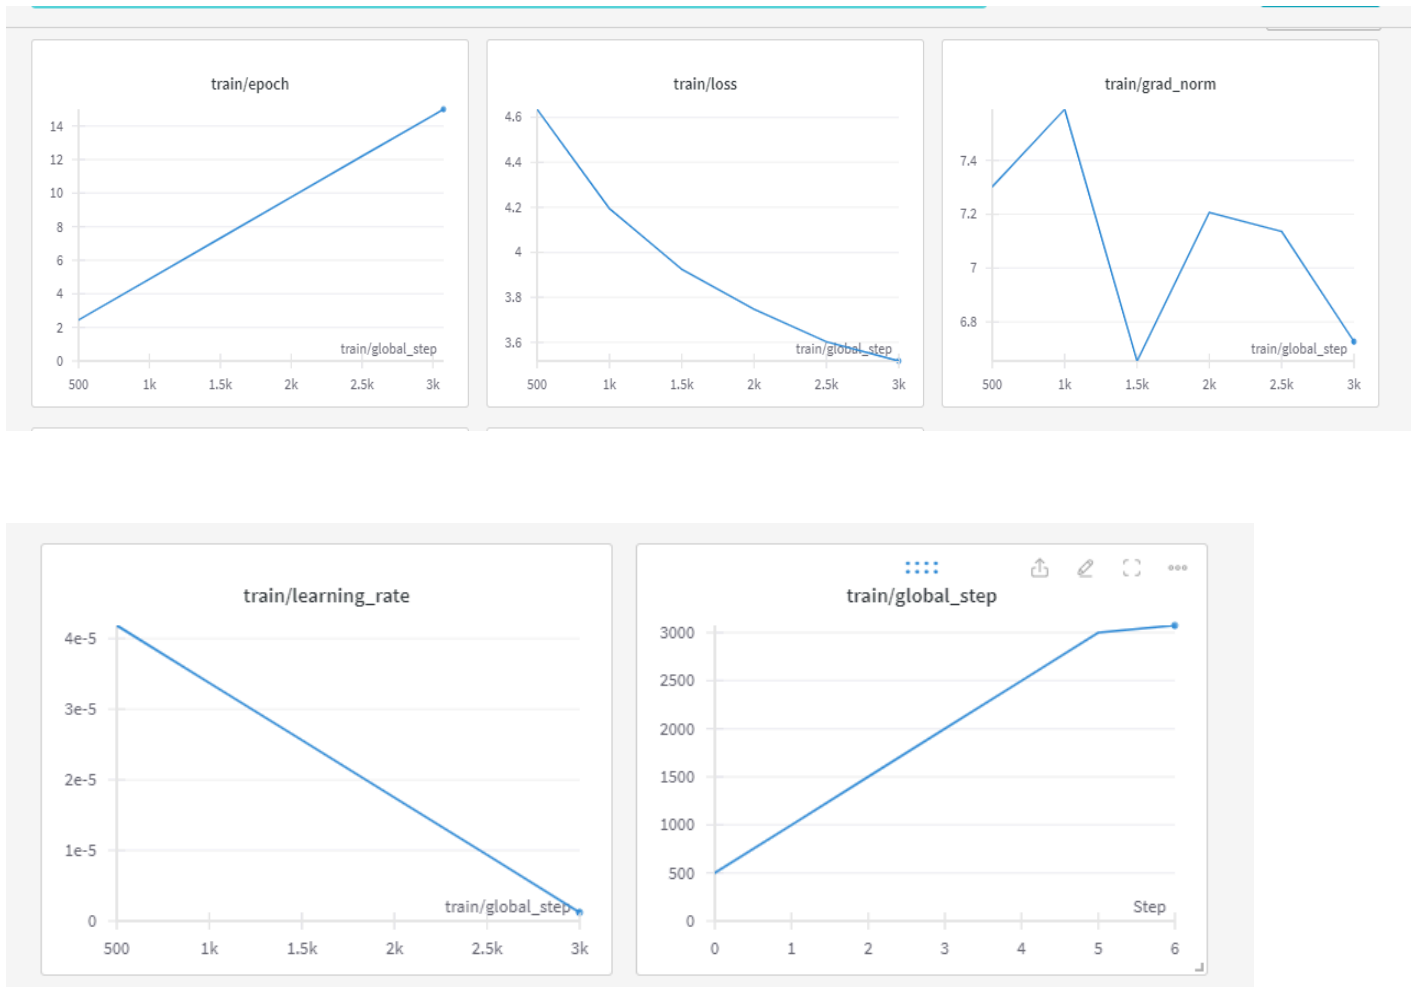 train/epoch
14
12
10
8
6
4
2
0
500 1k 1.5k 2k 2.5k 3k
train/global_step
train/loss
4.6
4.4
4.2
4
3.8
3.6
500 1k 1.5k 2k 2.5k 3k
train/global_step
train/grad_norm
7.4
7.2
7
6.8
500 1k 1.5k 2k 2.5k 3k
train/global_step
train/learning_rate
4e-5
3e-5
2e-5
1e-5
0
500 1k 1.5k 2k 2.5k 3k
train/global_step
train/global_step
3000
2500
2000
1500
1000
500
0
0 1 2 3 4 5 6
Step